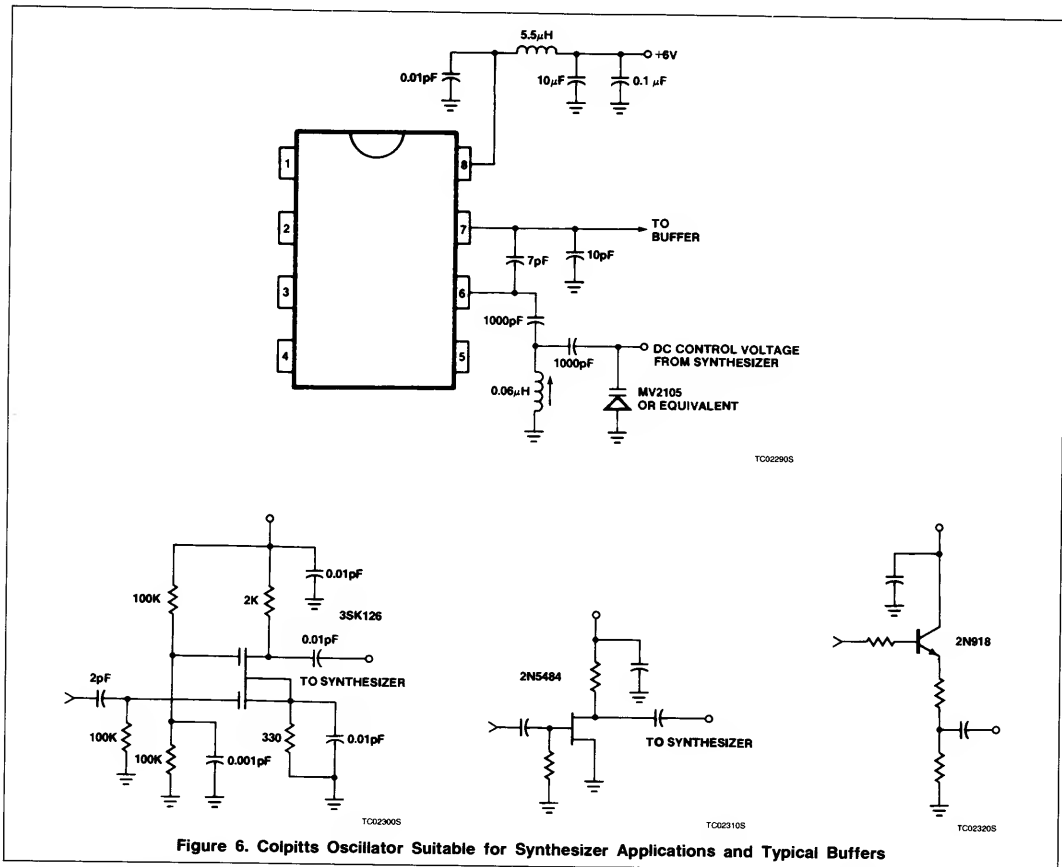 5.5μH
+6V
0.01pF
10μF
0.1 μF
1
8
2
7
TO
BUFFER
7pF
10pF
3
6
1000pF
4
5
1000pF
DC CONTROL VOLTAGE
FROM SYNTHESIZER
0.06μH
MV2105
OR EQUIVALENT
TC02290S
0.01pF
100K
2K
3SK126
0.01pF
TO SYNTHESIZER
2pF
100K
100K
0.001pF
330
0.01pF
TC02300S
2N5484
TO SYNTHESIZER
TC02310S
2N918
TC02320S
Figure 6. Colpitts Oscillator Suitable for Synthesizer Applications and Typical Buffers